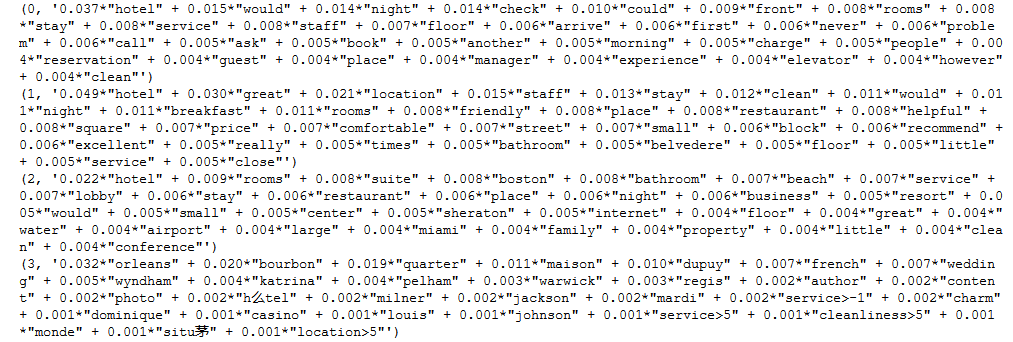 (0, '0.037*"hotel" + 0.015*"would" + 0.014*"night" + 0.014*"check" + 0.010*"could" + 0.009*"front" + 0.008*"rooms" + 0.008
*"stay" + 0.008*"service" + 0.008*"staff" + 0.007*"floor" + 0.006*"arrive" + 0.006*"first" + 0.006*"never" + 0.006*"proble
m" + 0.006*"call" + 0.005*"ask" + 0.005*"book" + 0.005*"another" + 0.005*"morning" + 0.005*"charge" + 0.005*"people" + 0.00
4*"reservation" + 0.004*"guest" + 0.004*"place" + 0.004*"manager" + 0.004*"experience" + 0.004*"elevator" + 0.004*"however"
+ 0.004*"clean"')
(1, '0.049*"hotel" + 0.030*"great" + 0.021*"location" + 0.015*"staff" + 0.013*"stay" + 0.012*"clean" + 0.011*"would" + 0.01
1*"night" + 0.011*"breakfast" + 0.011*"rooms" + 0.008*"friendly" + 0.008*"place" + 0.008*"restaurant" + 0.008*"helpful" +
0.008*"square" + 0.007*"price" + 0.007*"comfortable" + 0.007*"street" + 0.007*"small" + 0.006*"block" + 0.006*"recommend" +
0.006*"excellent" + 0.005*"really" + 0.005*"times" + 0.005*"bathroom" + 0.005*"belvedere" + 0.005*"floor" + 0.005*"little"
+ 0.005*"service" + 0.005*"close"')
(2, '0.022*"hotel" + 0.009*"rooms" + 0.008*"suite" + 0.008*"boston" + 0.008*"bathroom" + 0.007*"beach" + 0.007*"service" +
0.007*"lobby" + 0.006*"stay" + 0.006*"restaurant" + 0.006*"place" + 0.006*"night" + 0.006*"business" + 0.005*"resort" + 0.0
05*"would" + 0.005*"small" + 0.005*"center" + 0.005*"sheraton" + 0.005*"internet" + 0.004*"floor" + 0.004*"great" + 0.004*"
water" + 0.004*"airport" + 0.004*"large" + 0.004*"miami" + 0.004*"family" + 0.004*"property" + 0.004*"little" + 0.004*"clea
n" + 0.004*"conference"')
(3, '0.032*"orleans" + 0.020*"bourbon" + 0.019*"quarter" + 0.011*"maison" + 0.010*"dupuy" + 0.007*"french" + 0.007*"weddin
g" + 0.005*"wyndham" + 0.004*"katrina" + 0.004*"pelham" + 0.003*"warwick" + 0.003*"regis" + 0.002*"author" + 0.002*"conten
t" + 0.002*"photo" + 0.002*"h么tel" + 0.002*"milner" + 0.002*"jackson" + 0.002*"mardi" + 0.002*"service>-1" + 0.002*"charm"
+ 0.001*"dominique" + 0.001*"casino" + 0.001*"louis" + 0.001*"johnson" + 0.001*"service>5" + 0.001*"cleanliness>5" + 0.001
*"monde" + 0.001*"situ茅" + 0.001*"location>5"')